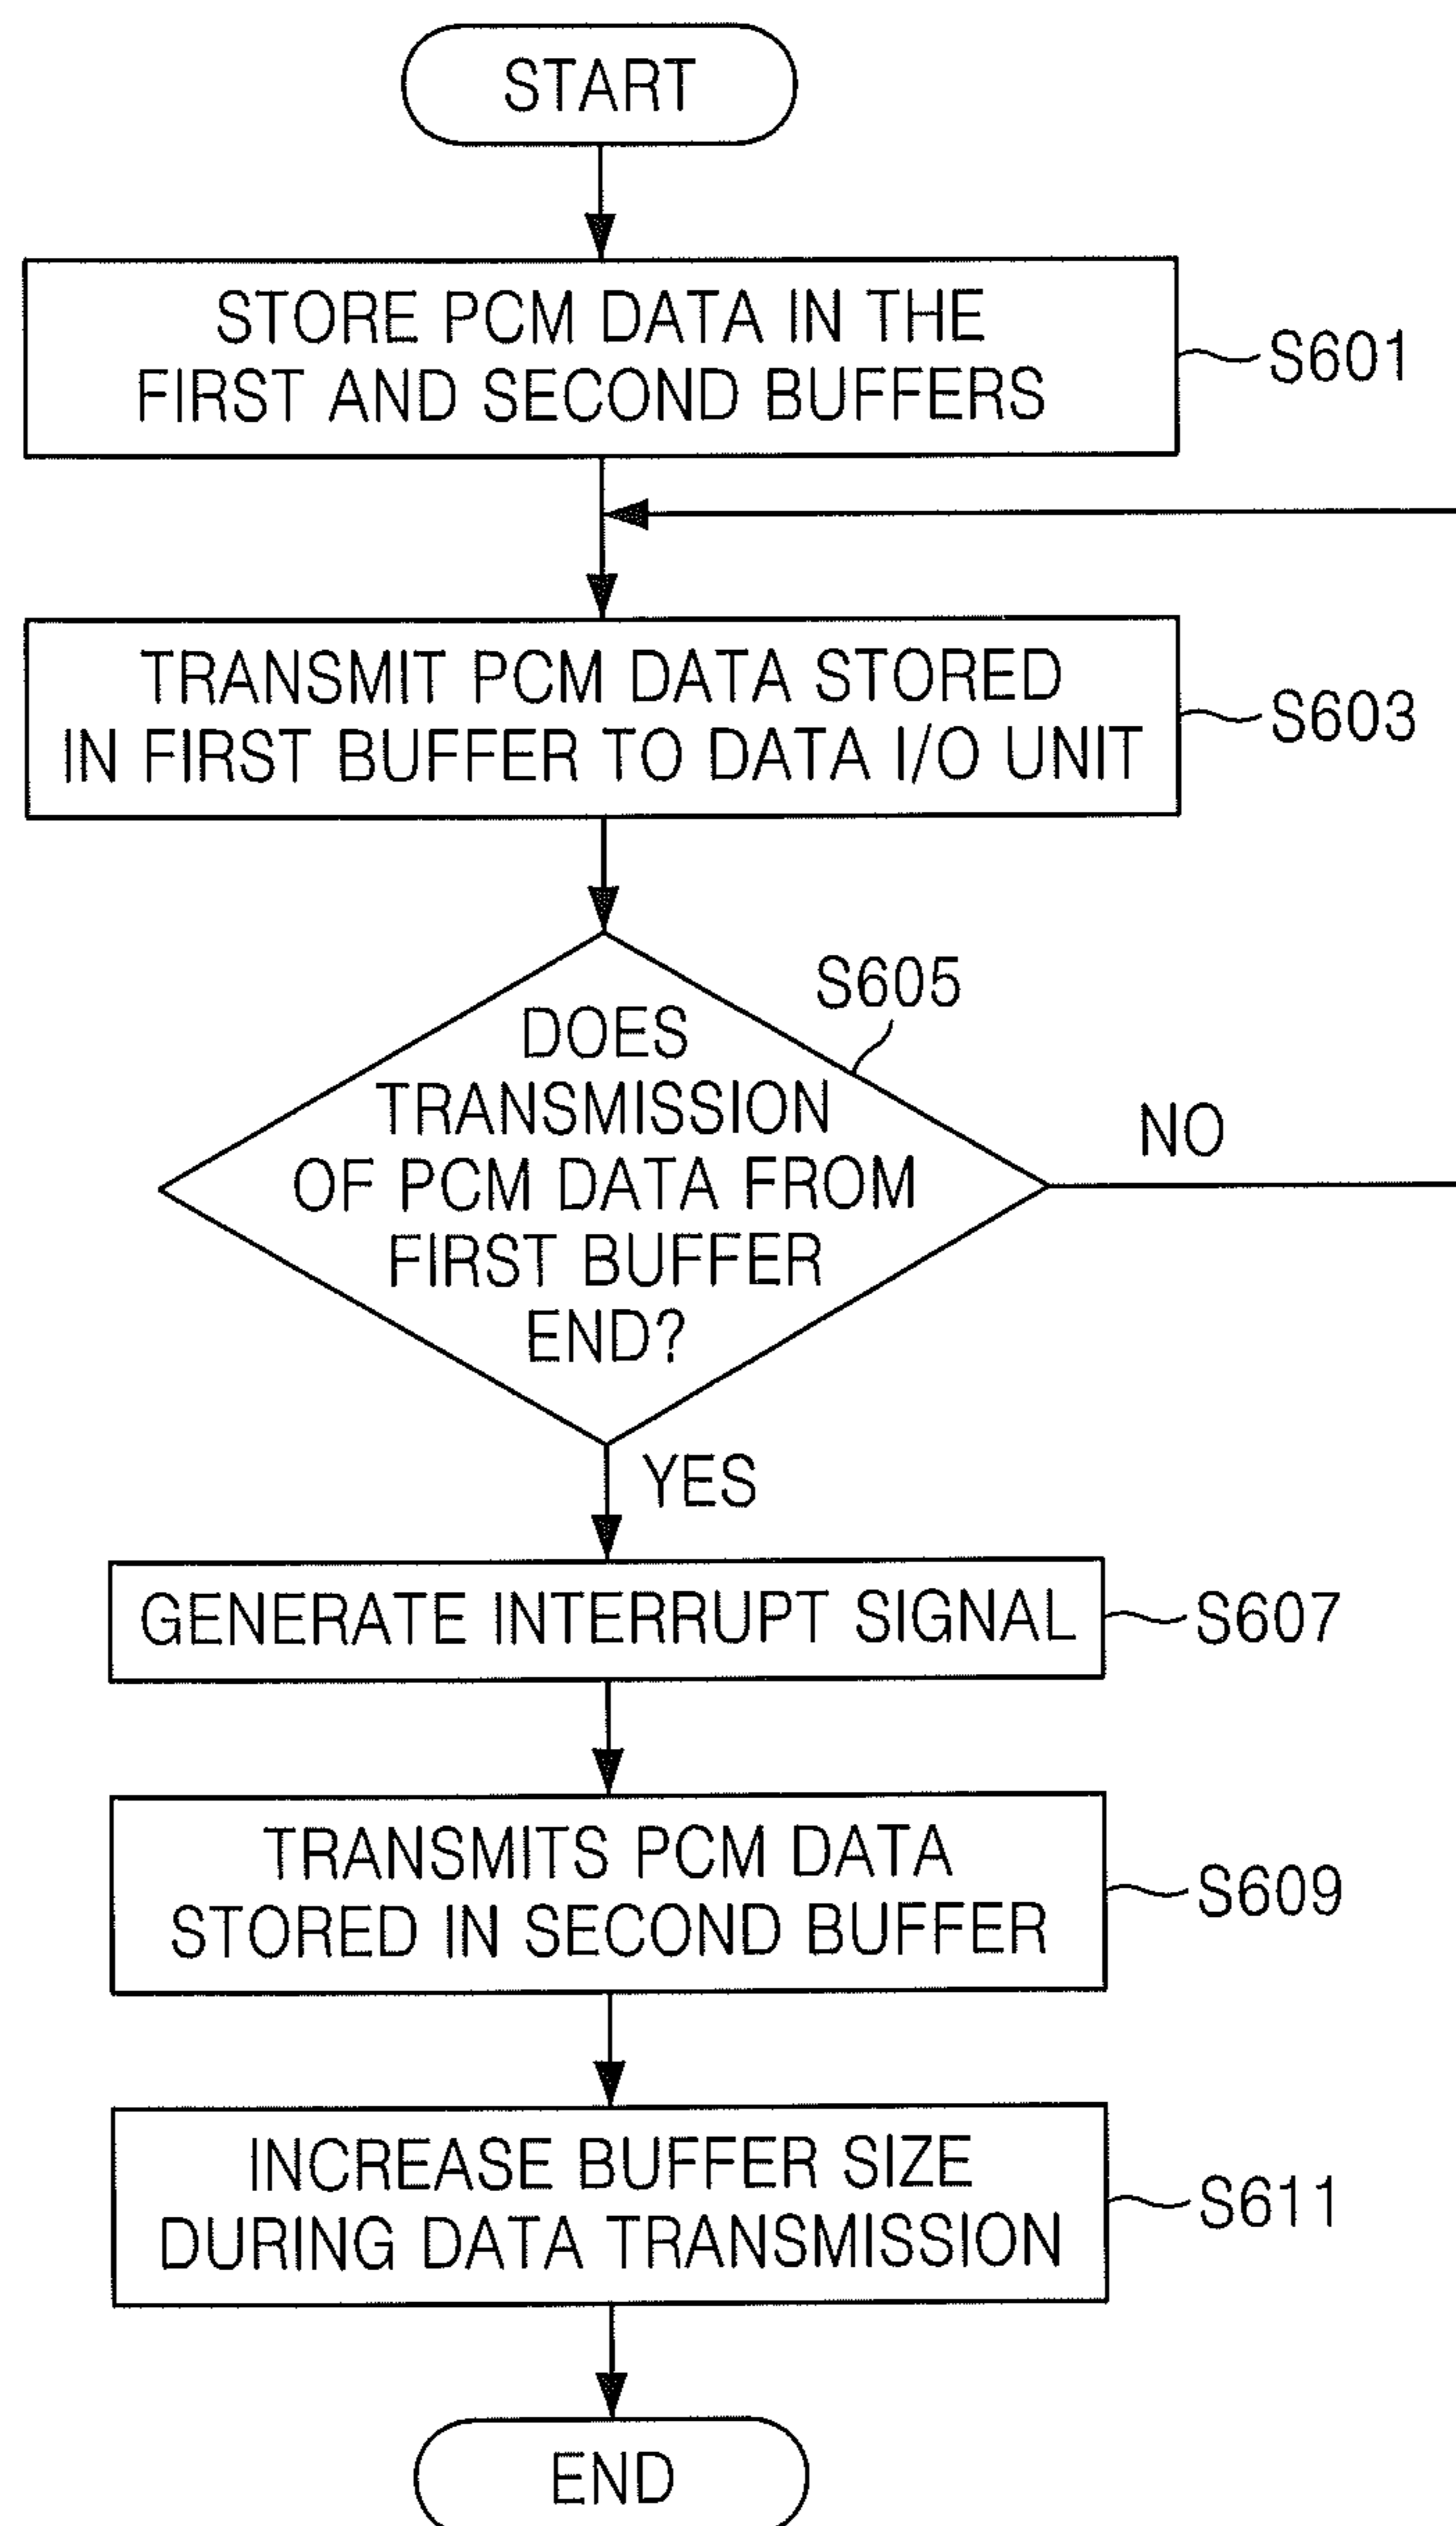 START
STORE PCM DATA IN THE
FIRST AND SECOND BUFFERS
S601
TRANSMIT PCM DATA STORED
IN FIRST BUFFER TO DATA I/O UNIT
S603
S605
DOES
TRANSMISSION
OF PCM DATA FROM
FIRST BUFFER
END?
NO
YES
GENERATE INTERRUPT SIGNAL
S607
TRANSMITS PCM DATA
STORED IN SECOND BUFFER
S609
INCREASE BUFFER SIZE
DURING DATA TRANSMISSION
S611
END